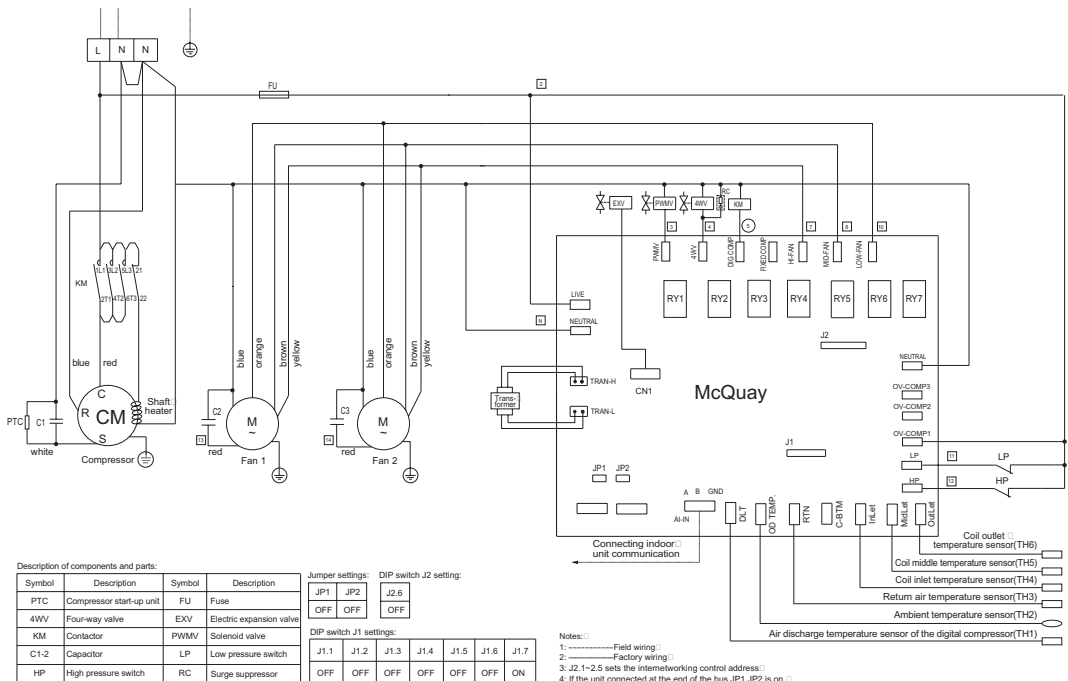 L N N
FU
2
EXV PWMV 4WV RC KM
3 4 5 7 8 10
PWMV 4WV DIG COMP FIXED COMP HI-FAN MID-FAN LOW-FAN
KM
1L1 3L2 5L3 21
2T1 4T2 6T3 22
RY1 RY2 RY3 RY4 RY5 RY6 RY7
LIVE
N
NEUTRAL
J2
blue red
blue orange brown yellow
blue orange brown yellow
NEUTRAL
TRAN-H
CN1
McQuay
OV-COMP3
OV-COMP2
Trans-
former
TRAN-L
C
R CM
S
Shaft
heater
PTC C1
white
Compressor
C2
M
~
13
red
Fan 1
C3
M
~
14
red
Fan 2
OV-COMP1
J1
LP 11 LP
HP 12 HP
JP1 JP2
A B GND
AI-IN
DLT OD TEMP. RTN C-BTM InLet MidLet OutLet
Connecting indoor
unit communication
Coil outlet
temperature sensor(TH6)
Coil middle temperature sensor(TH5)
Coil inlet temperature sensor(TH4)
Return air temperature sensor(TH3)
Ambient temperature sensor(TH2)
Air discharge temperature sensor of the digital compressor(TH1)
Description of components and parts:
Symbol Description Symbol Description
PTC Compressor start-up unit FU Fuse
4WV Four-way valve EXV Electric expansion valve
KM Contactor PWMV Solenoid valve
C1-2 Capacitor LP Low pressure switch
HP High pressure switch RC Surge suppressor
Jumper settings: DIP switch J2 setting:
JP1 JP2 J2.6
OFF OFF OFF
DIP switch J1 settings:
J1.1 J1.2 J1.3 J1.4 J1.5 J1.6 J1.7
OFF OFF OFF OFF OFF OFF ON
Notes:
1: -----------Field wiring
2: ————Factory wiring
3: J2.1~2.5 sets the internetworking control address
4: If the unit connected at the end of the bus JP1 JP2 is on